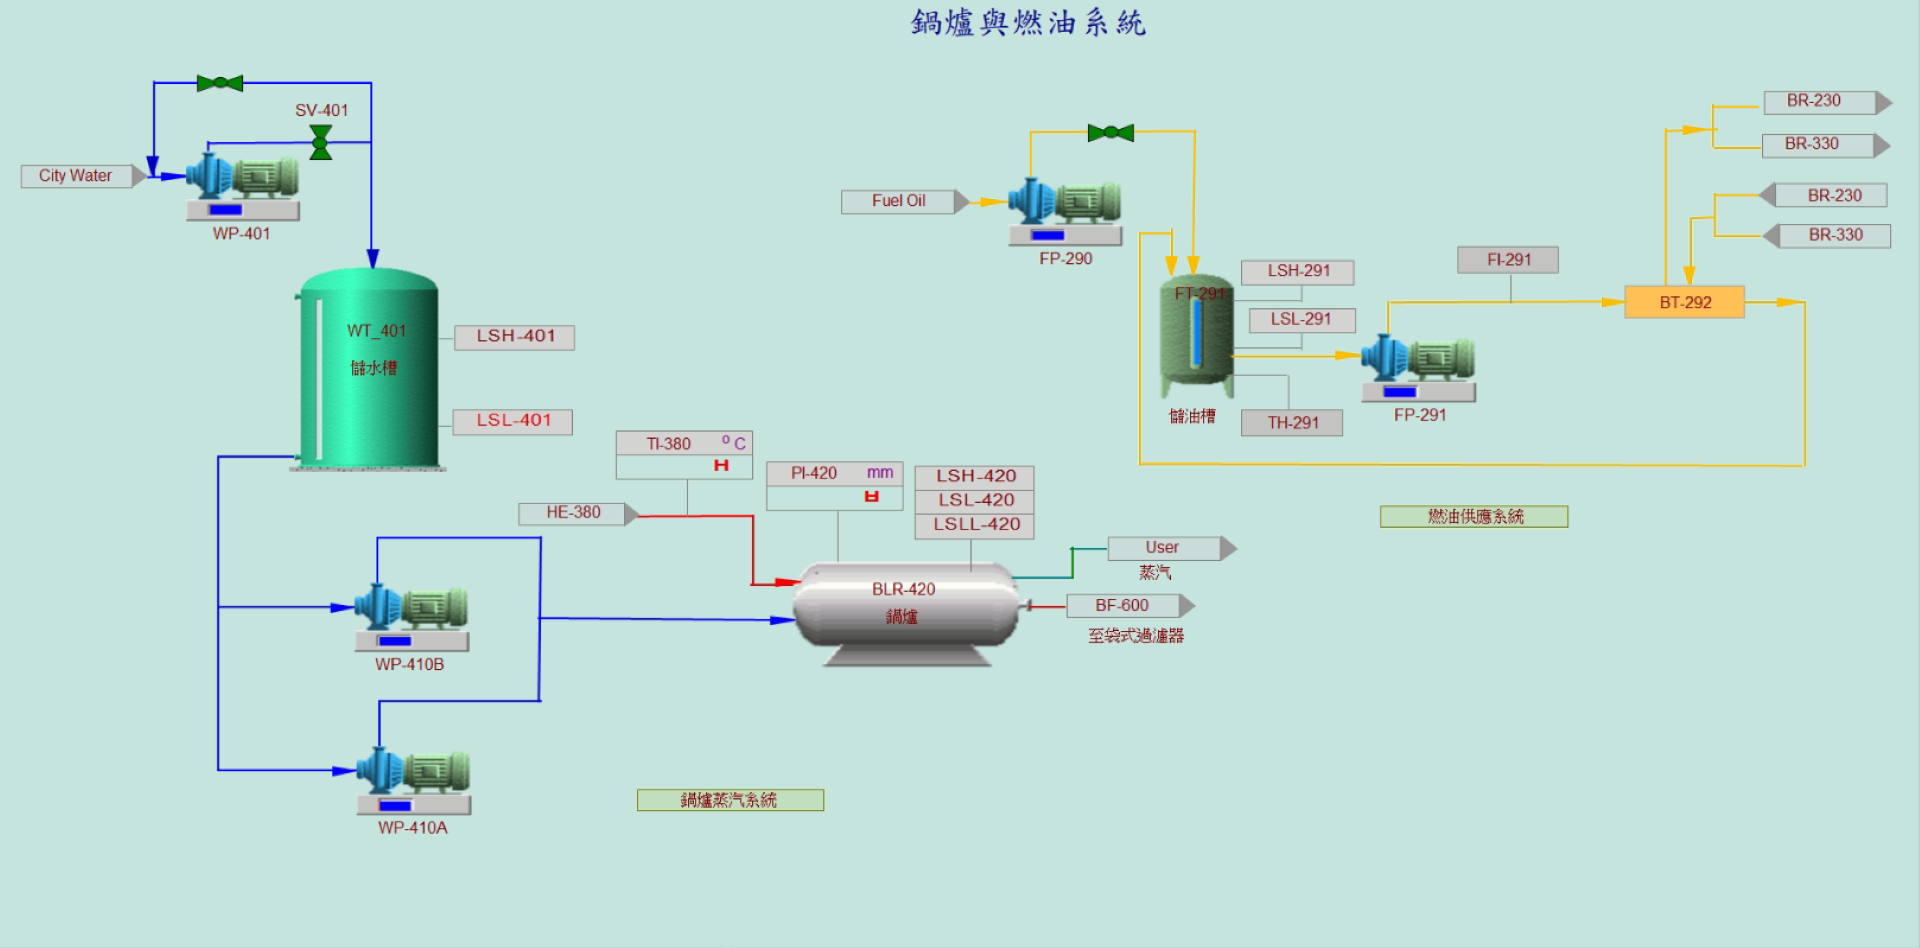 鍋爐與燃油系統
SV-401
City Water
WP-401
WT_401
儲水槽
LSH-401
LSL-401
Fuel Oil
FP-290
FT-291
LSH-291
LSL-291
TH-291
儲油槽
FP-291
FI-291
BT-292
BR-230
BR-330
BR-230
BR-330
燃油供應系統
TI-380 °C
H
PI-420 mm
H
LSH-420
LSL-420
LSLL-420
HE-380
BLR-420
鍋爐
User
蒸汽
BF-600
至袋式過濾器
WP-410B
WP-410A
鍋爐蒸汽系統